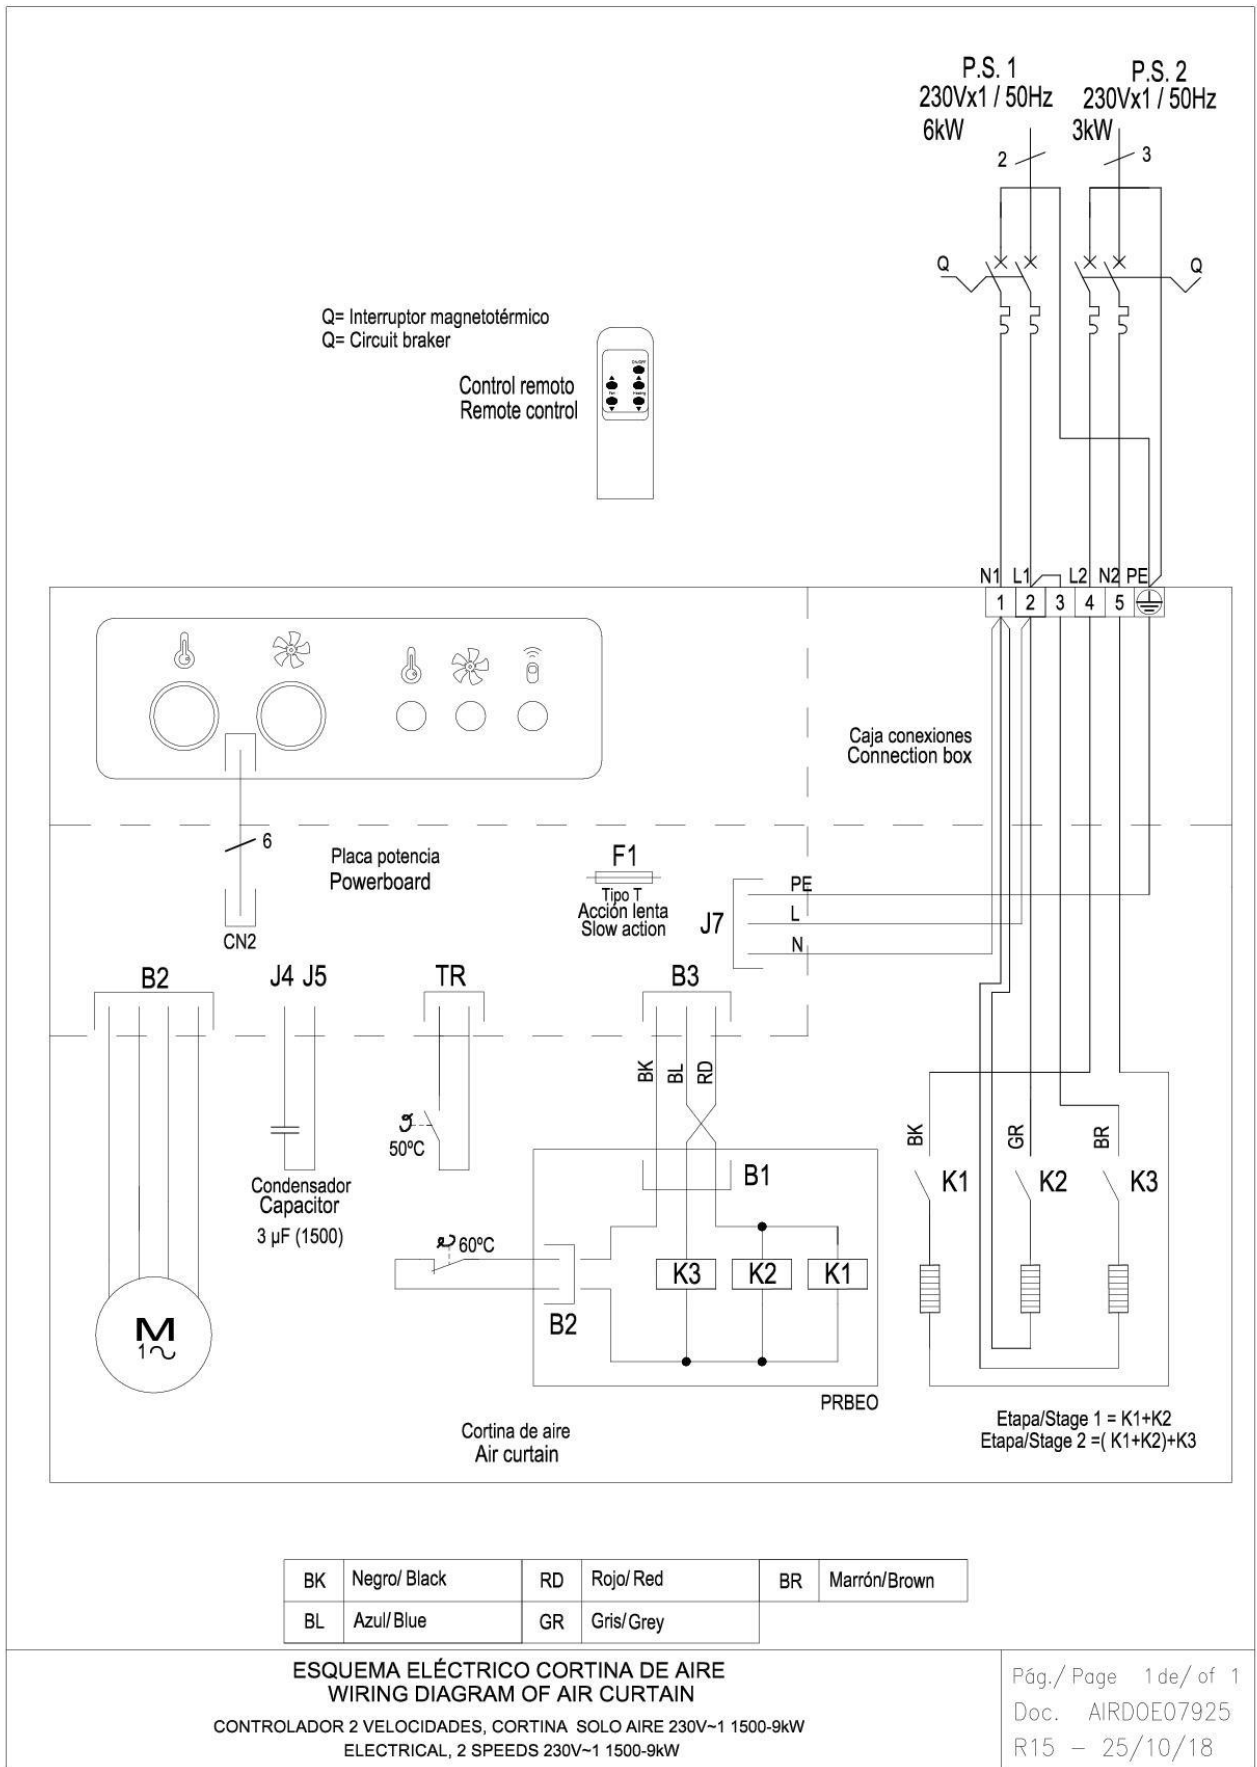 P.S. 1
230Vx1 / 50Hz
6kW
P.S. 2
230Vx1 / 50Hz
3kW
2
3
Q
Q
Q= Interruptor magnetotérmico
Q= Circuit braker
Control remoto
Remote control
On/OFF
Fan
Heating
N1 L1 L2 N2 PE
1 2 3 4 5
Caja conexiones
Connection box
6
CN2
Placa potencia
Powerboard
F1
Tipo T
Acción lenta
Slow action
J7
PE
L
N
B2
J4 J5
TR
B3
BK
BL
RD
50ºC
Condensador
Capacitor
3 µF (1500)
B1
60ºC
B2
K3
K2
K1
PRBEO
M
1
BK
GR
BR
K1
K2
K3
Cortina de aire
Air curtain
Etapa/Stage 1 = K1+K2
Etapa/Stage 2 =( K1+K2)+K3
BK Negro/ Black RD Rojo/ Red BR Marrón/Brown
BL Azul/ Blue GR Gris/ Grey
ESQUEMA ELÉCTRICO CORTINA DE AIRE
WIRING DIAGRAM OF AIR CURTAIN
CONTROLADOR 2 VELOCIDADES, CORTINA SOLO AIRE 230V~1 1500-9kW
ELECTRICAL, 2 SPEEDS 230V~1 1500-9kW
Pág./ Page 1 de/ of 1
Doc. AIRDOE07925
R15 - 25/10/18